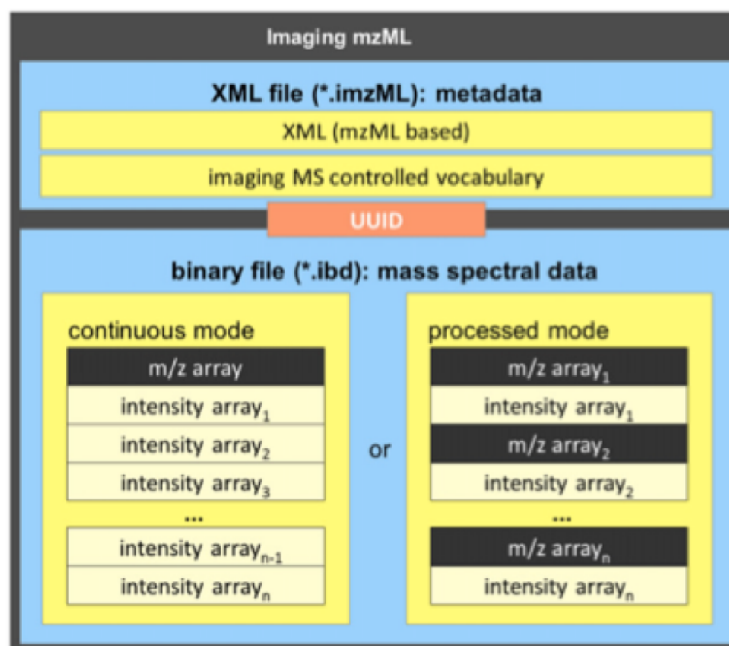 Imaging mzML
XML file (*.imzML): metadata
XML (mzML based)
imaging MS controlled vocabulary
UUID
binary file (*.ibd): mass spectral data
continuous mode
m/z array
intensity array₁
intensity array₂
intensity array₃
...
intensity arrayₙ₋₁
intensity arrayₙ
or
processed mode
m/z array₁
intensity array₁
m/z array₂
intensity array₂
...
m/z arrayₙ
intensity arrayₙ